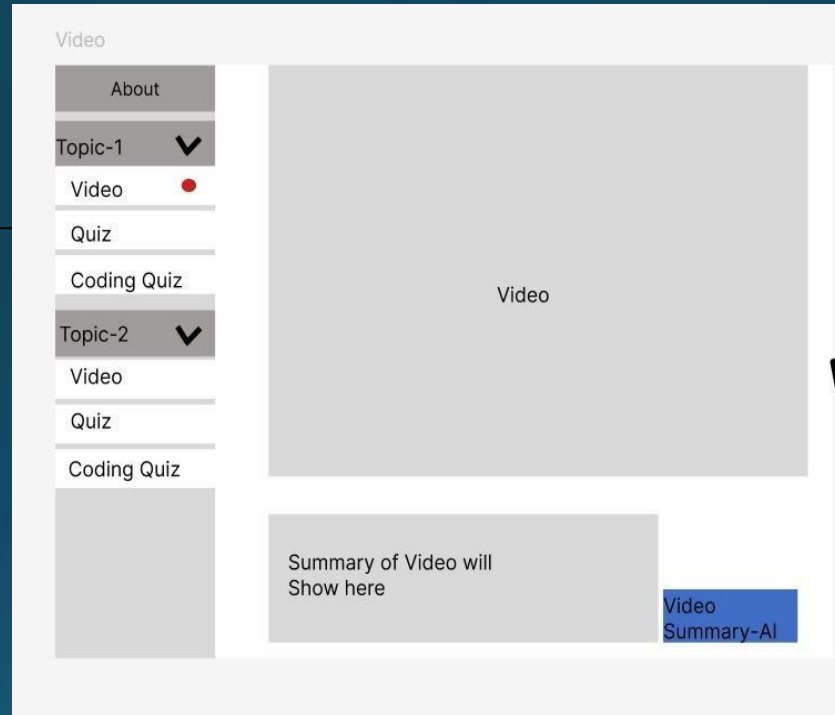 Video
About
Topic-1
Video
Quiz
Coding Quiz
Topic-2
Video
Quiz
Coding Quiz
Video
Summary of Video will
Show here
Video
Summary-AI